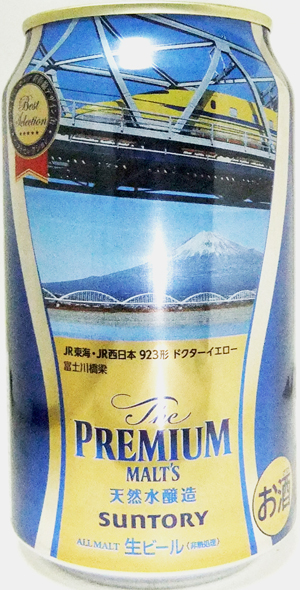 Best
Selection
JR東海・JR西日本 923形 ドクターイエロー
富士川橋梁
The
PREMIUM
MALT'S
天然水醸造
SUNTORY
お酒
ALL MALT 生ビール(非熱処理)